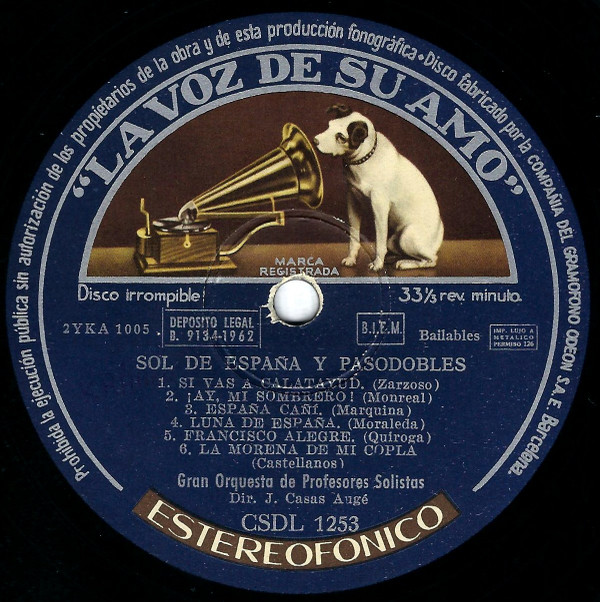 Prohibida la ejecución pública sin autorización de los propietarios de la obra y de esta producción fonográfica • Disco fabricado por la COMPAÑIA DEL GRAMOFONO ODEON S.A.E. Barcelona.
"LA VOZ DE SU AMO"
MARCA
REGISTRADA
Disco irrompible
33⅓ rev. minuto.
2YKA 1005
DEPOSITO LEGAL
B. 9134-1962
B.I.E.M.
Bailables
IMP. LUJO A
METALICO
PERMISO 126
SOL DE ESPAÑA Y PASODOBLES
1. SI VAS A CALATAYUD. (Zarzoso)
2. ¡AY, MI SOMBRERO! (Monreal)
3. ESPAÑA CAÑÍ. (Marquina)
4. LUNA DE ESPAÑA. (Moraleda)
5. FRANCISCO ALEGRE. (Quiroga)
6. LA MORENA DE MI COPLA
(Castellanos)
Gran Orquesta de Profesores Solistas
Dir. J. Casas Augé
CSDL 1253
ESTEREOFONICO